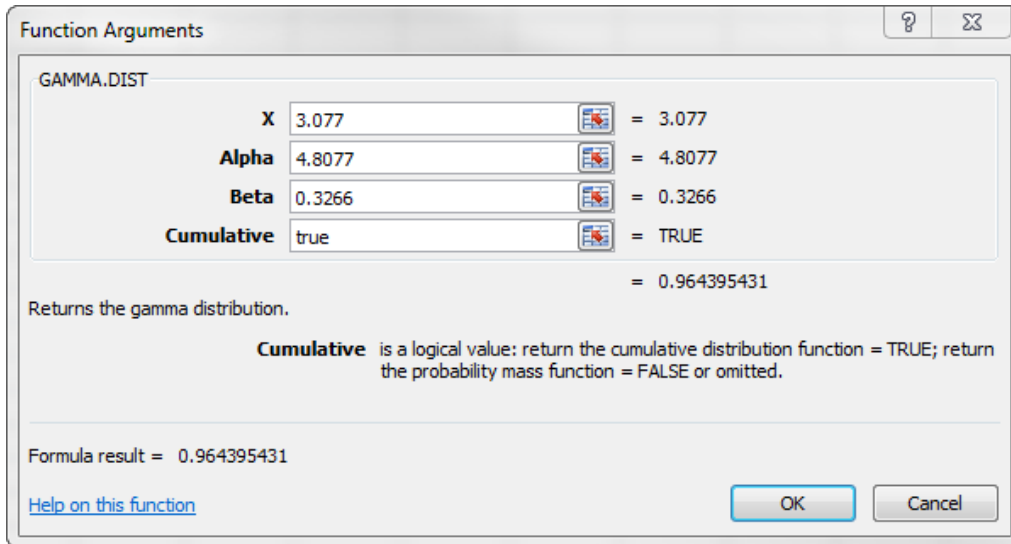 Function Arguments
?
GAMMA.DIST
X 3.077 = 3.077
Alpha 4.8077 = 4.8077
Beta 0.3266 = 0.3266
Cumulative true = TRUE
= 0.964395431
Returns the gamma distribution.
Cumulative is a logical value: return the cumulative distribution function = TRUE; return
the probability mass function = FALSE or omitted.
Formula result = 0.964395431
Help on this function
OK Cancel